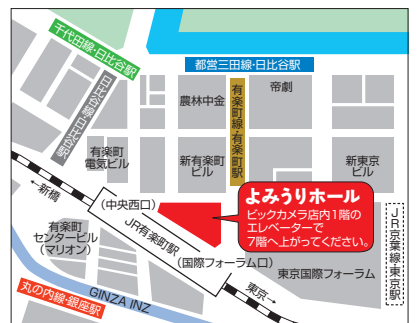 千代田線・日比谷駅
都営三田線・日比谷駅
日比谷線・日比谷駅
農林中金
有楽町線・有楽町駅
帝劇
有楽町
電気ビル
新有楽町
ビル
新東京
ビル
←新橋
(中央西口)
よみうりホール
ビックカメラ店内1階の
エレベーターで
7階へ上がってください。
JR京葉線・東京駅
有楽町
センタービル
(マリオン)
JR有楽町駅
(国際フォーラム口)
東京国際フォーラム
東京→
丸の内線・銀座駅
GINZA INZ